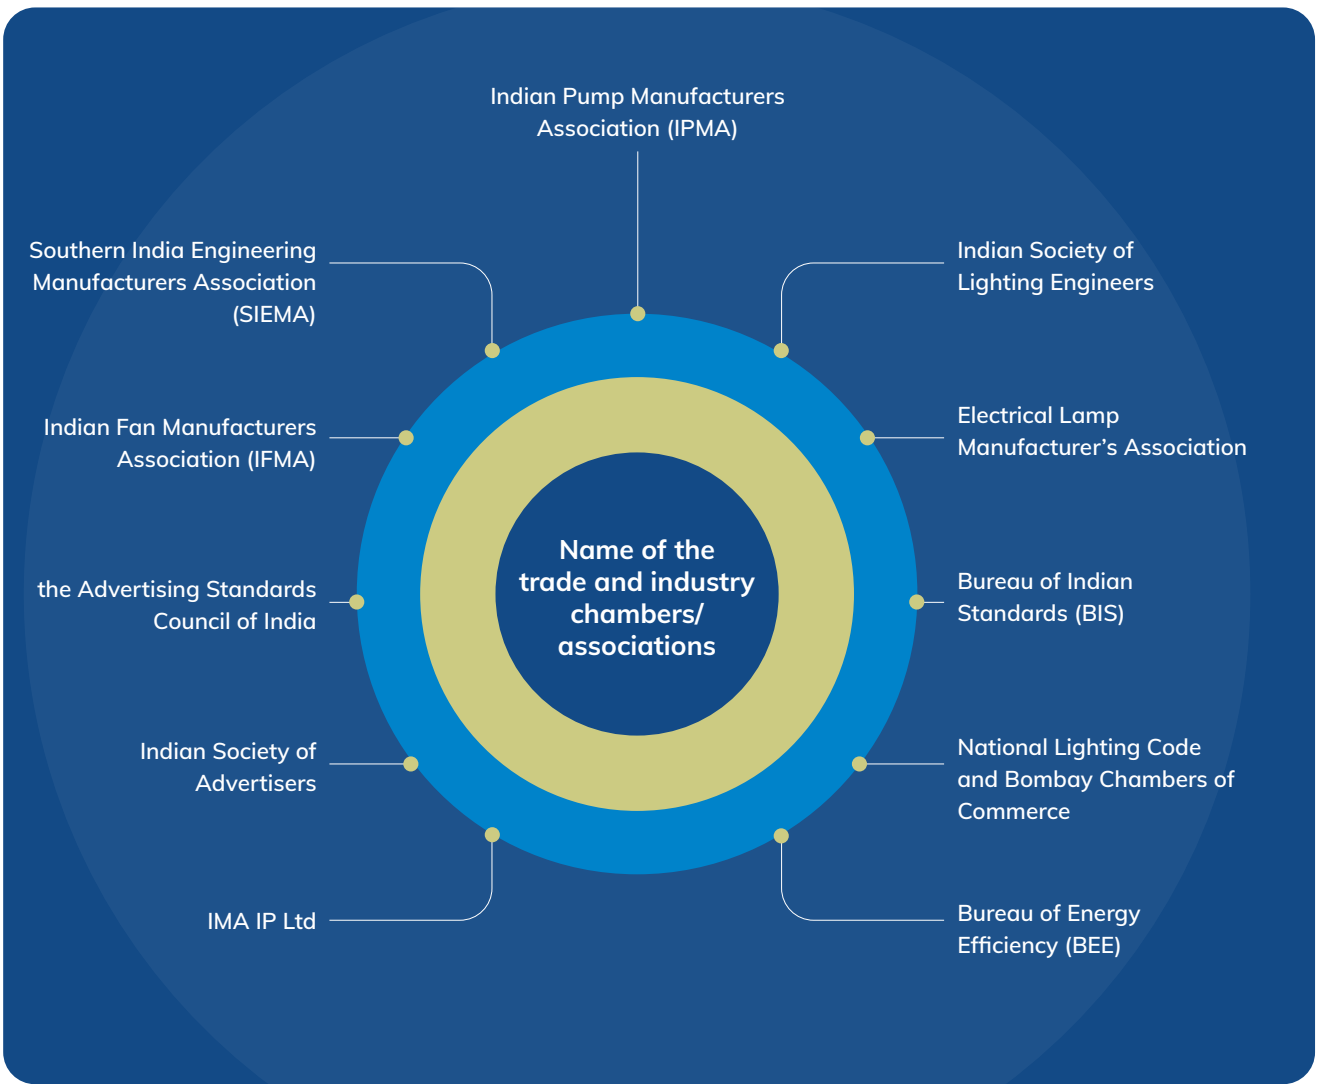 Indian Pump Manufacturers
Association (IPMA)
Southern India Engineering
Manufacturers Association
(SIEMA)
Indian Society of
Lighting Engineers
Indian Fan Manufacturers
Association (IFMA)
Electrical Lamp
Manufacturer’s Association
Name of the
trade and industry
chambers/
associations
the Advertising Standards
Council of India
Bureau of Indian
Standards (BIS)
Indian Society of
Advertisers
National Lighting Code
and Bombay Chambers of
Commerce
IMA IP Ltd
Bureau of Energy
Efficiency (BEE)